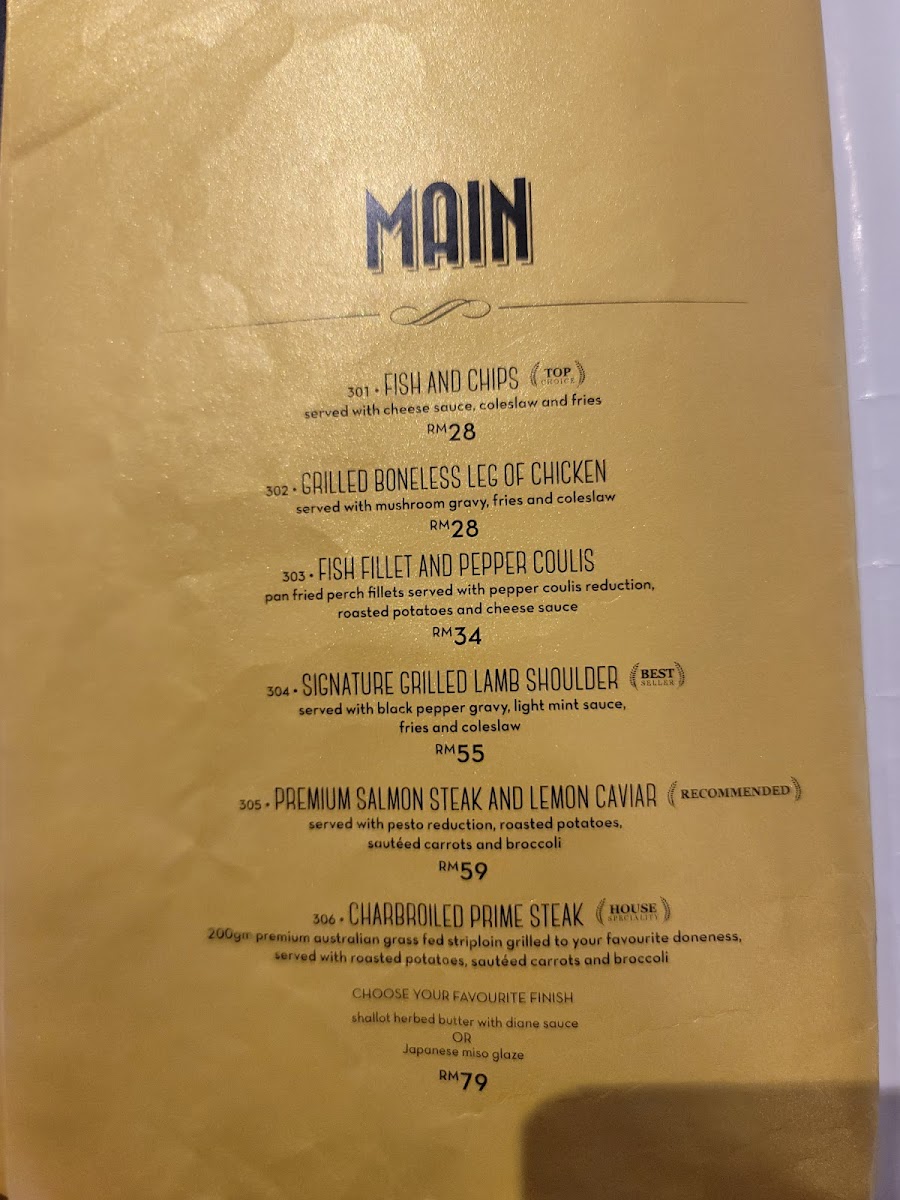 MAIN
301 • FISH AND CHIPS TOP CHOICE
served with cheese sauce, coleslaw and fries
RM28
302 • GRILLED BONELESS LEG OF CHICKEN
served with mushroom gravy, fries and coleslaw
RM28
303 • FISH FILLET AND PEPPER COULIS
pan fried perch fillets served with pepper coulis reduction,
roasted potatoes and cheese sauce
RM34
304 • SIGNATURE GRILLED LAMB SHOULDER BEST SELLER
served with black pepper gravy, light mint sauce,
fries and coleslaw
RM55
305 • PREMIUM SALMON STEAK AND LEMON CAVIAR RECOMMENDED
served with pesto reduction, roasted potatoes,
sautéed carrots and broccoli
RM59
306 • CHARBROILED PRIME STEAK HOUSE SPECIALITY
200gm premium australian grass fed striploin grilled to your favourite doneness,
served with roasted potatoes, sautéed carrots and broccoli
CHOOSE YOUR FAVOURITE FINISH
shallot herbed butter with diane sauce
OR
Japanese miso glaze
RM79